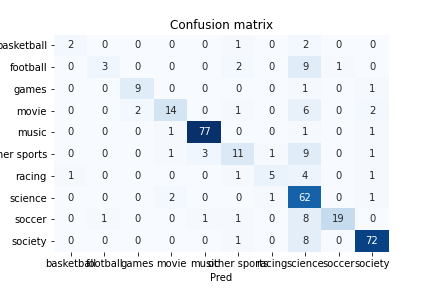 Confusion matrix
basketball 2 0 0 0 0 1 0 2 0 0
football 0 3 0 0 0 2 0 9 1 0
games 0 0 9 0 0 0 0 1 0 1
movie 0 0 2 14 0 1 0 6 0 2
music 0 0 0 1 77 0 0 1 0 1
her sports 0 0 0 1 3 11 1 9 0 1
racing 1 0 0 0 0 1 5 4 0 1
science 0 0 0 2 0 0 1 62 0 1
soccer 0 1 0 0 1 1 0 8 19 0
society 0 0 0 0 0 1 0 8 0 72
basketball football games movie music other sports racing science soccer society
Pred